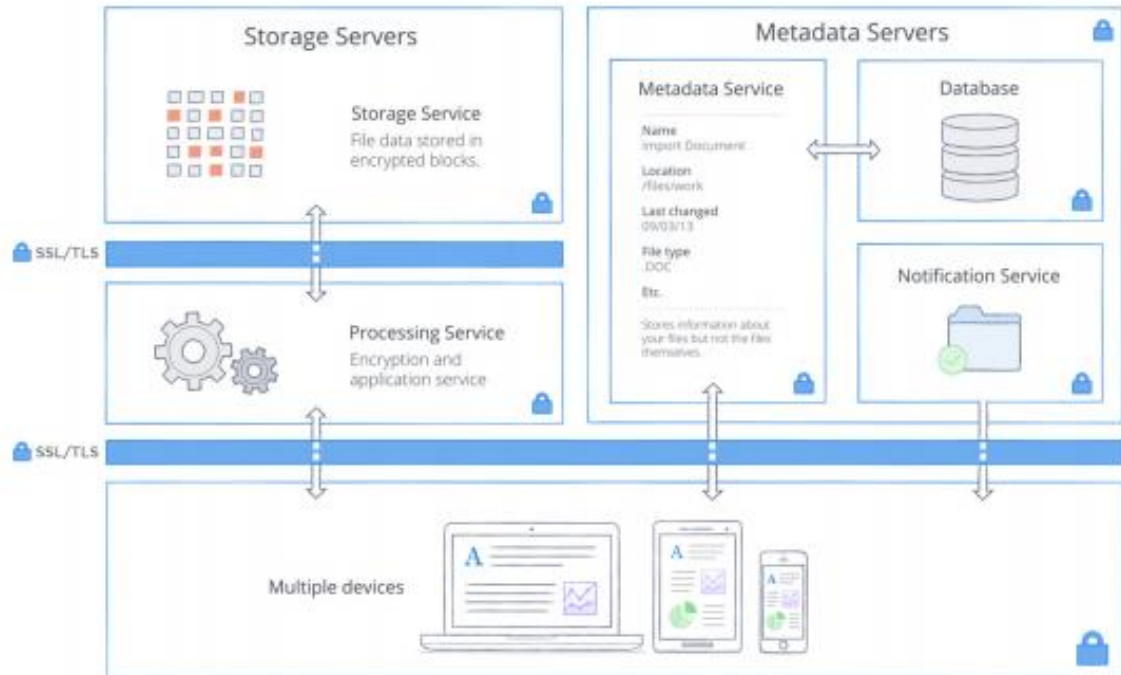 Storage Servers
Storage Service
File data stored in
encrypted blocks.
SSL/TLS
Processing Service
Encryption and
application service
Metadata Servers
Metadata Service
Name
Import Document
Location
/files/work
Last changed
09/03/13
File type
.DOC
Etc.
Stores information about
your files but not the files
themselves.
Database
Notification Service
SSL/TLS
Multiple devices
A
A
A